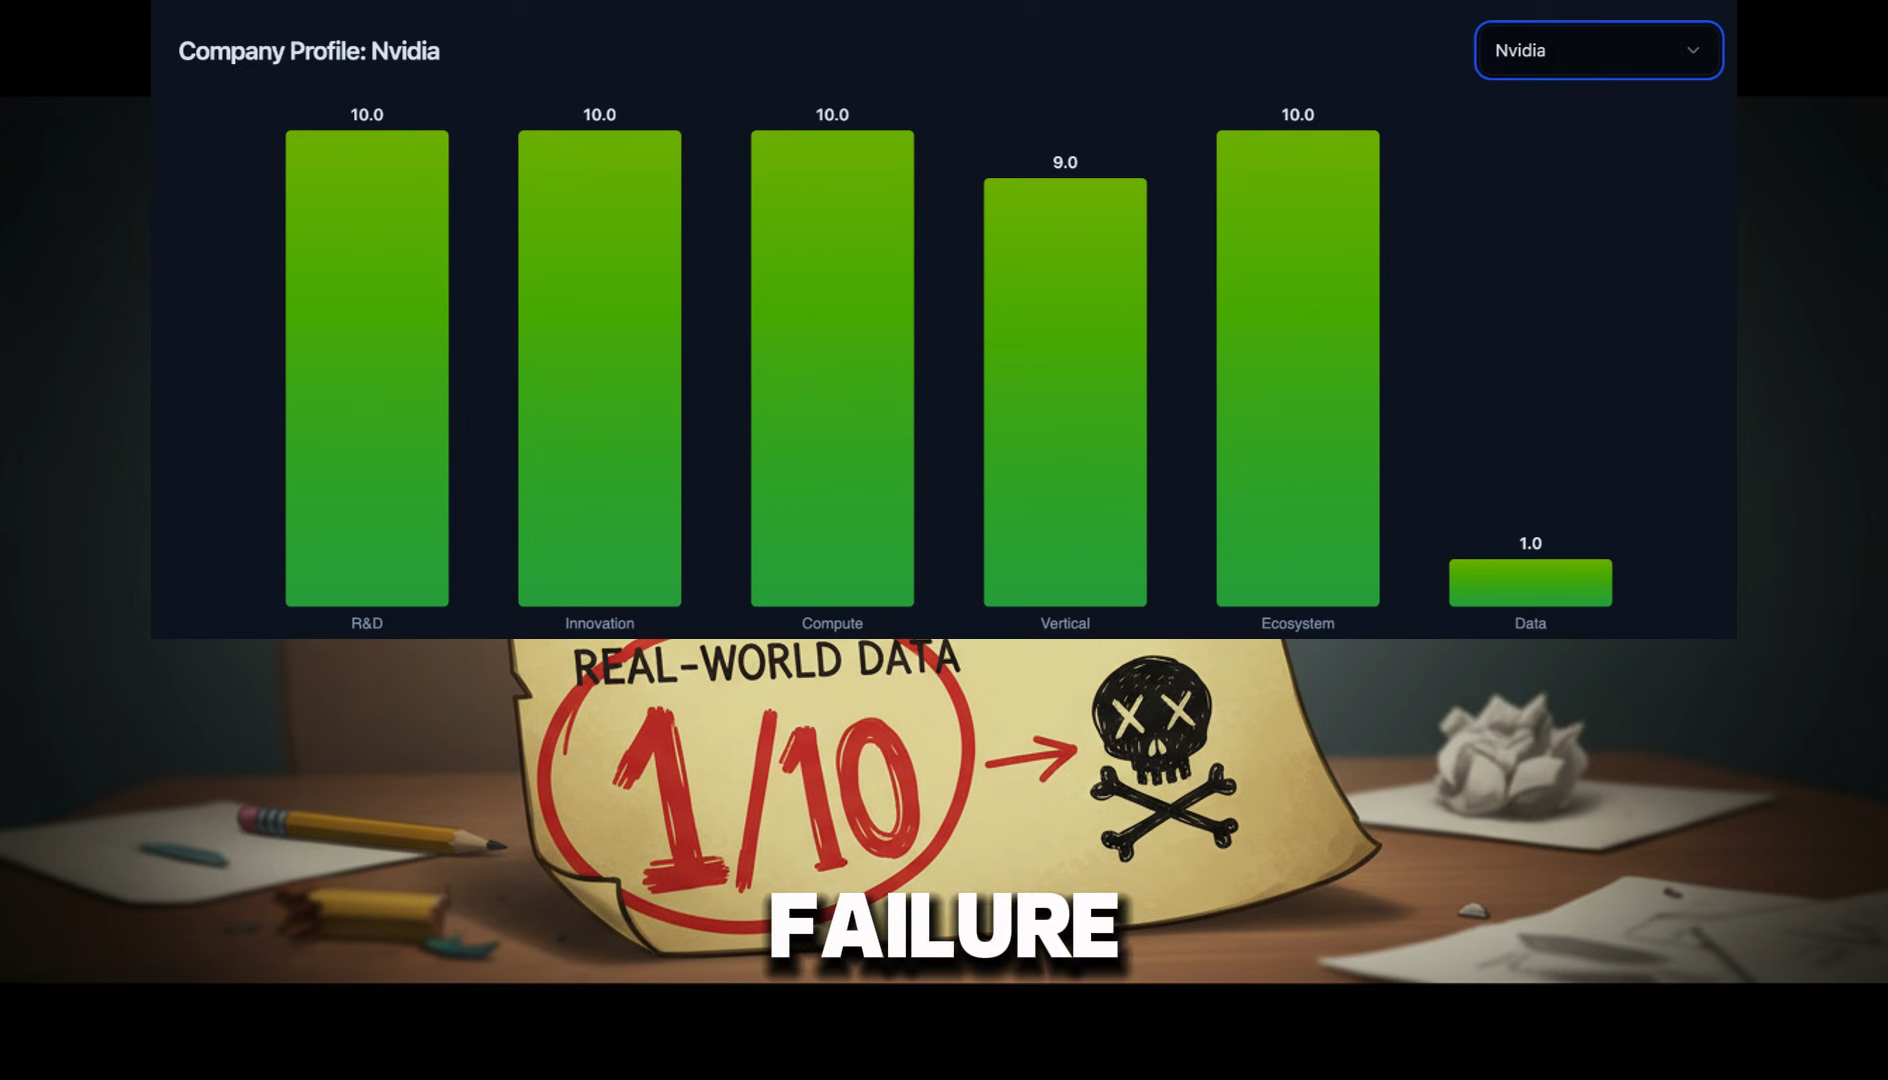 Company Profile: Nvidia
Nvidia
10.0
10.0
10.0
9.0
10.0
1.0
R&D
Innovation
Compute
Vertical
Ecosystem
Data
REAL-WORLD DATA
1/10
FAILURE